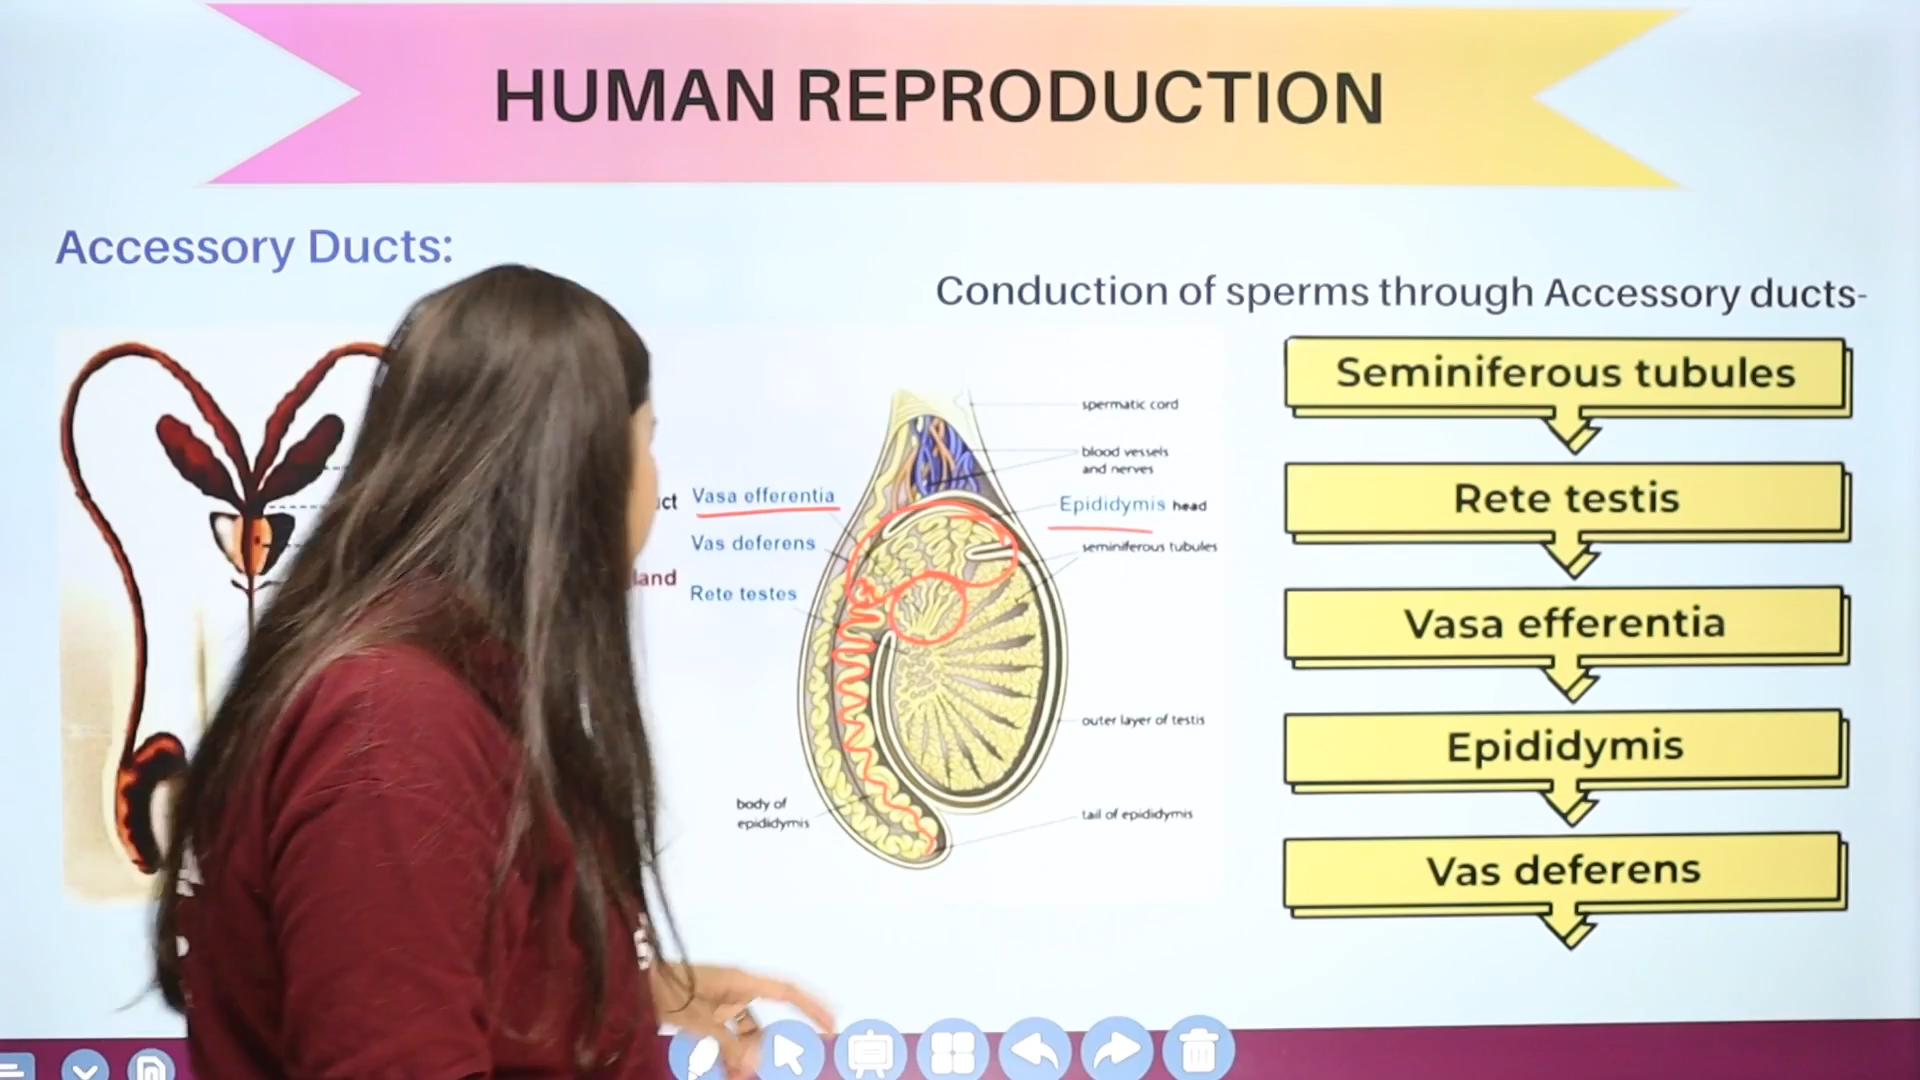 HUMAN REPRODUCTION
Accessory Ducts:
Conduction of sperms through Accessory ducts-
Vasa efferentia
Vas deferens
Rete testes
spermatic cord
blood vessels
and nerves
Epididymis head
seminiferous tubules
outer layer of testis
tail of epididymis
body of
epididymis
Seminiferous tubules
Rete testis
Vasa efferentia
Epididymis
Vas deferens